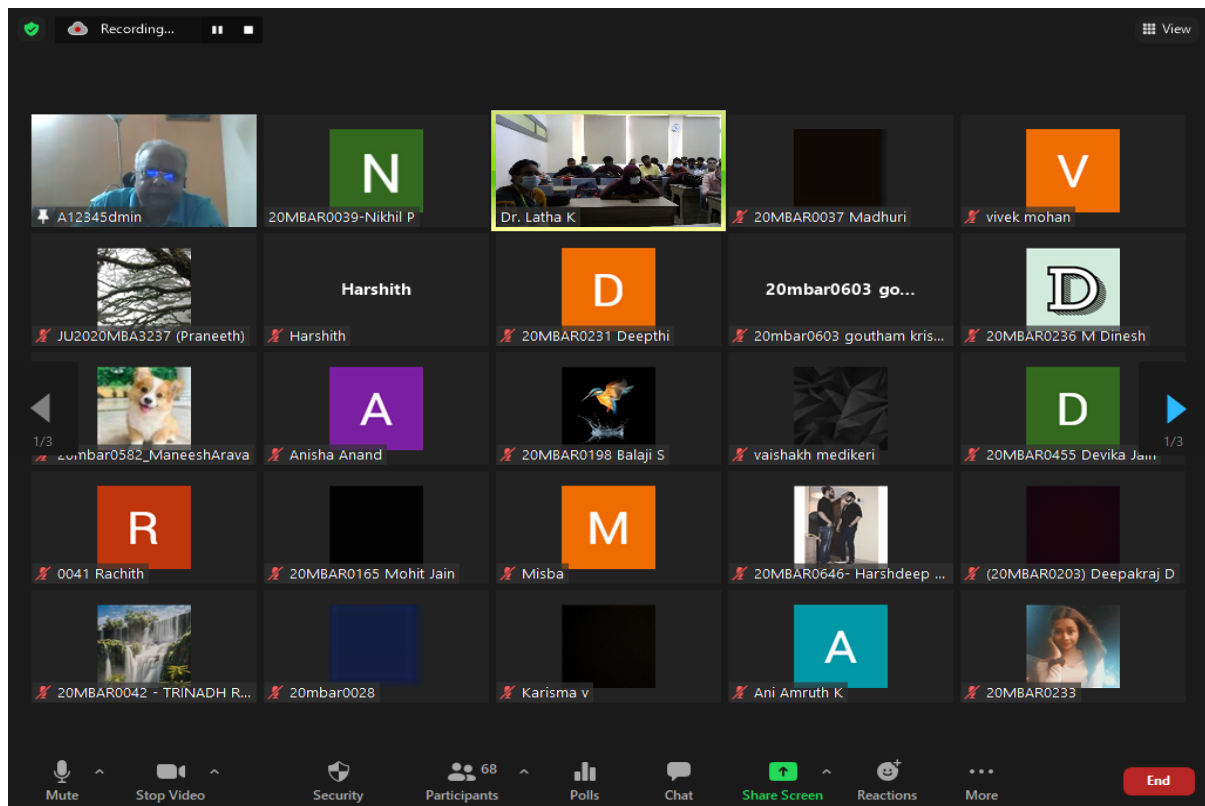 Recording...
View
A12345dmin
N
20MBAR0039-Nikhil P
Dr. Latha K
20MBAR0037 Madhuri
V
vivek mohan
JU2020MBA3237 (Praneeth)
Harshith
Harshith
D
20MBAR0231 Deepthi
20mbar0603 go...
20mbar0603 goutham kris...
D
20MBAR0236 M Dinesh
1/3
20mbar0582_ManeeshArava
A
Anisha Anand
20MBAR0198 Balaji S
vaishakh medikeri
D
20MBAR0455 Devika Jain
1/3
R
0041 Rachith
20MBAR0165 Mohit Jain
M
Misba
20MBAR0646- Harshdeep ...
(20MBAR0203) Deepakraj D
20MBAR0042 - TRINADH R...
20mbar0028
Karisma v
A
Ani Amruth K
20MBAR0233
Mute
Stop Video
Security
68
Participants
Polls
Chat
Share Screen
Reactions
More
End